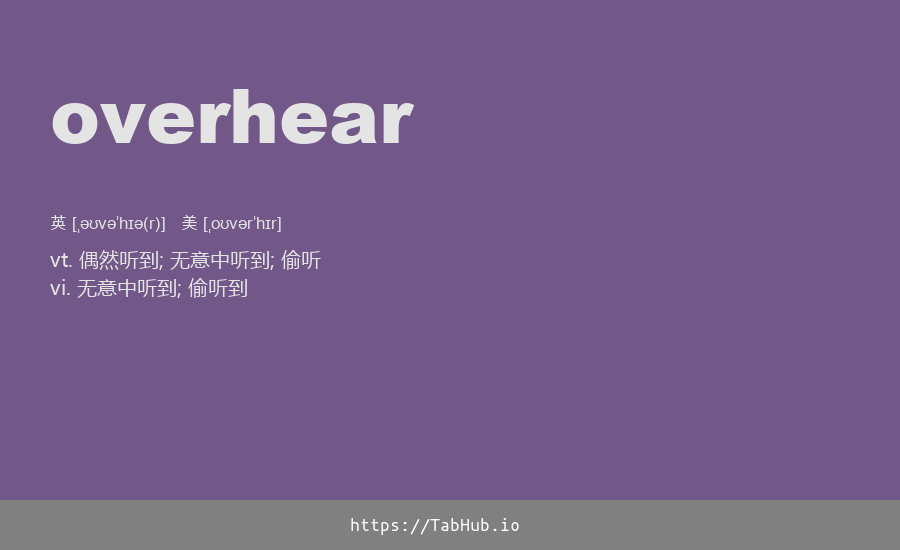 overhear
英 [ˌəʊvəˈhɪə(r)] 美 [ˌoʊvərˈhɪr]
vt. 偶然听到; 无意中听到; 偷听
vi. 无意中听到; 偷听到
https://TabHub.io